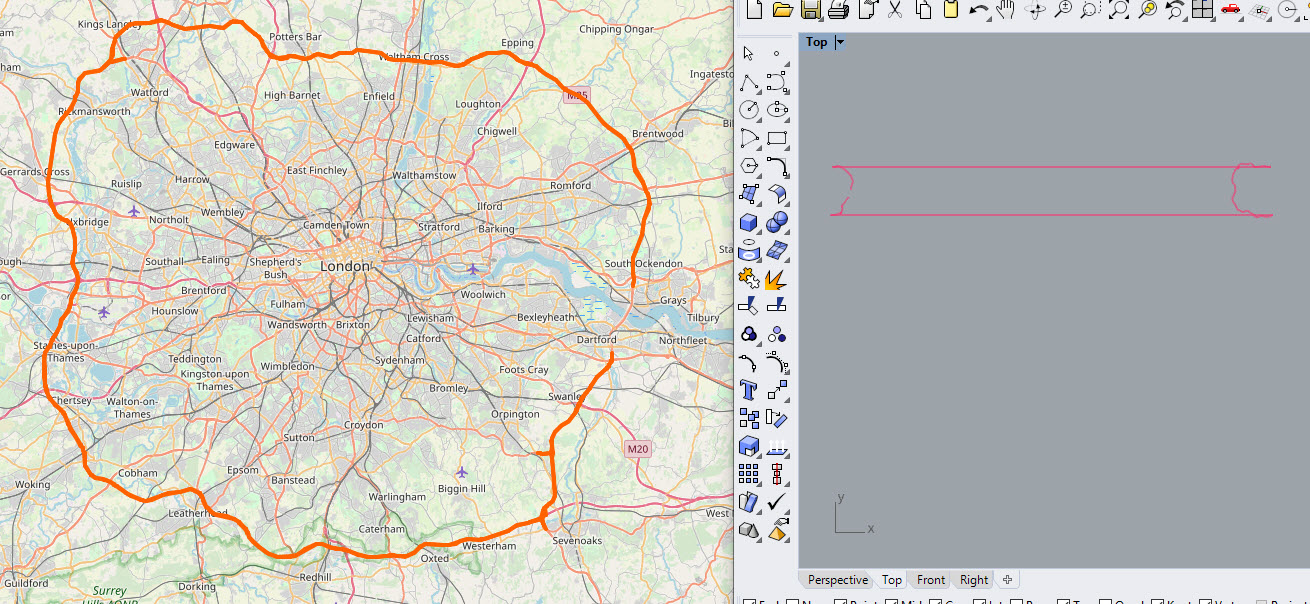 Kings Langley
Potters Bar
Epping
Chipping Ongar
Waltham Cross
Ingatest
Watford
High Barnet
Enfield
Loughton
M25
Rickmansworth
Chigwell
Brentwood
Edgware
Gerrards Cross
Ruislip
Harrow
East Finchley
Walthamstow
Romford
Uxbridge
Northolt
Wembley
Camden Town
Ilford
Stratford
Barking
Southall
Ealing
Shepherd's
Bush
London
South Ockendon
Brentford
Hounslow
Fulham
Woolwich
Grays
Wandsworth
Brixton
Lewisham
Bexleyheath
Tilbury
Staines-upon-
Thames
Catford
Dartford
Northfleet
Teddington
Wimbledon
Sydenham
Kingston upon
Thames
Foots Cray
Bromley
Chertsey
Walton-on-
Thames
Swanley
Orpington
Croydon
Sutton
M20
Cobham
Epsom
Banstead
Woking
Biggin Hill
Warlingham
Leatherhead
West
Caterham
Sevenoaks
Westerham
Oxted
Guildford
Redhill
Dorking
Surrey
Hills AONB
Top
y
x
Perspective
Top
Front
Right